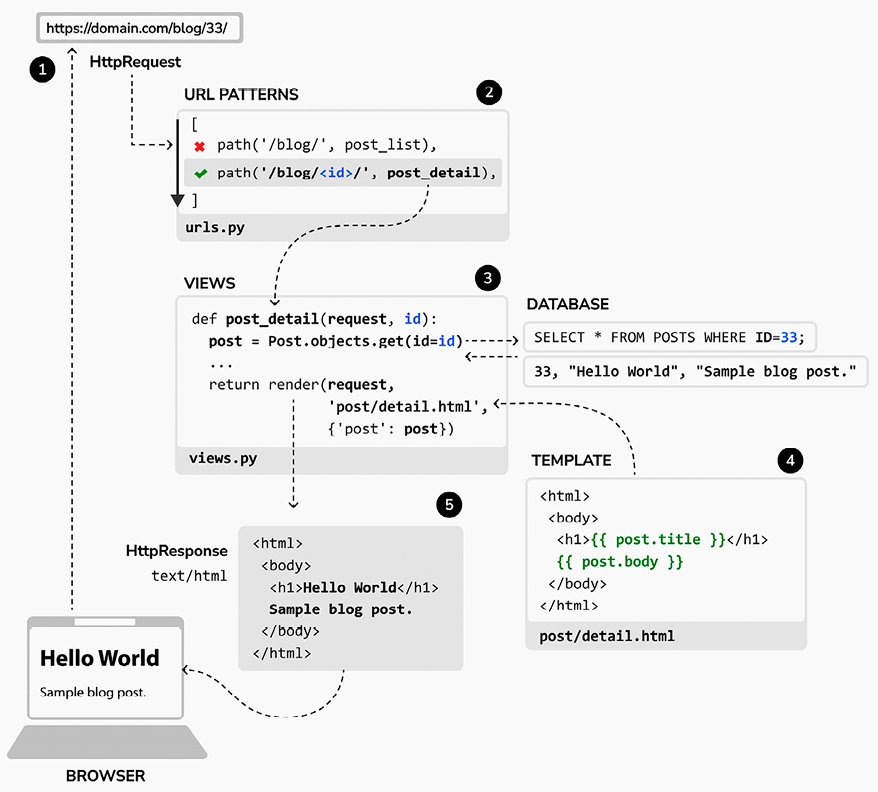 https://domain.com/blog/33/
1
HttpRequest
URL PATTERNS
2
[
path('/blog/', post_list),
path('/blog/<id>/', post_detail),
]
urls.py
VIEWS
3
def post_detail(request, id):
post = Post.objects.get(id=id)
...
return render(request,
'post/detail.html',
{'post': post})
views.py
DATABASE
SELECT * FROM POSTS WHERE ID=33;
33, "Hello World", "Sample blog post."
TEMPLATE
4
<html>
<body>
<h1>{{ post.title }}</h1>
{{ post.body }}
</body>
</html>
post/detail.html
5
HttpResponse
text/html
<html>
<body>
<h1>Hello World</h1>
Sample blog post.
</body>
</html>
Hello World
Sample blog post.
BROWSER